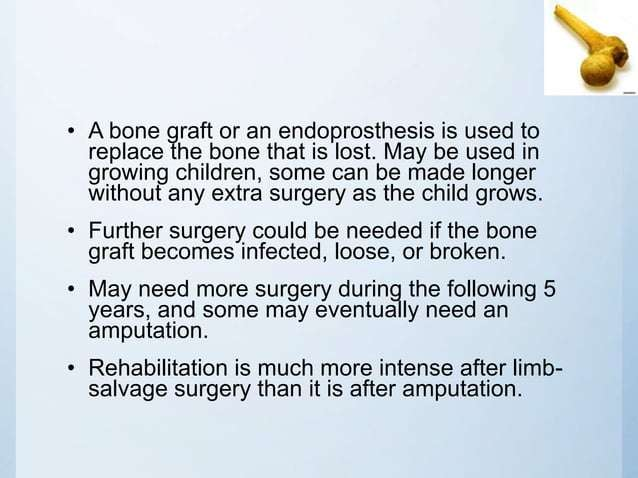 • A bone graft or an endoprosthesis is used to
replace the bone that is lost. May be used in
growing children, some can be made longer
without any extra surgery as the child grows.
• Further surgery could be needed if the bone
graft becomes infected, loose, or broken.
• May need more surgery during the following 5
years, and some may eventually need an
amputation.
• Rehabilitation is much more intense after limb-
salvage surgery than it is after amputation.